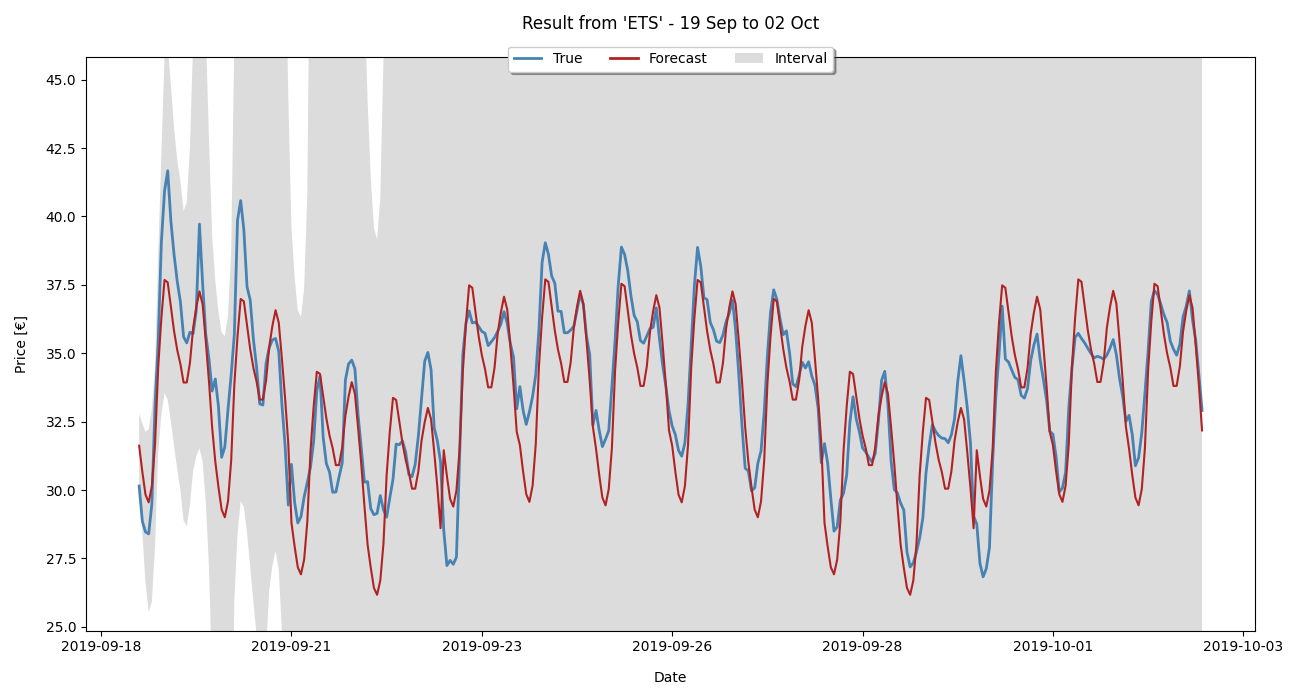 Result from 'ETS' - 19 Sep to 02 Oct
True Forecast Interval
Price [€]
45.0
42.5
40.0
37.5
35.0
32.5
30.0
27.5
25.0
2019-09-18 2019-09-21 2019-09-23 2019-09-26 2019-09-28 2019-10-01 2019-10-03
Date